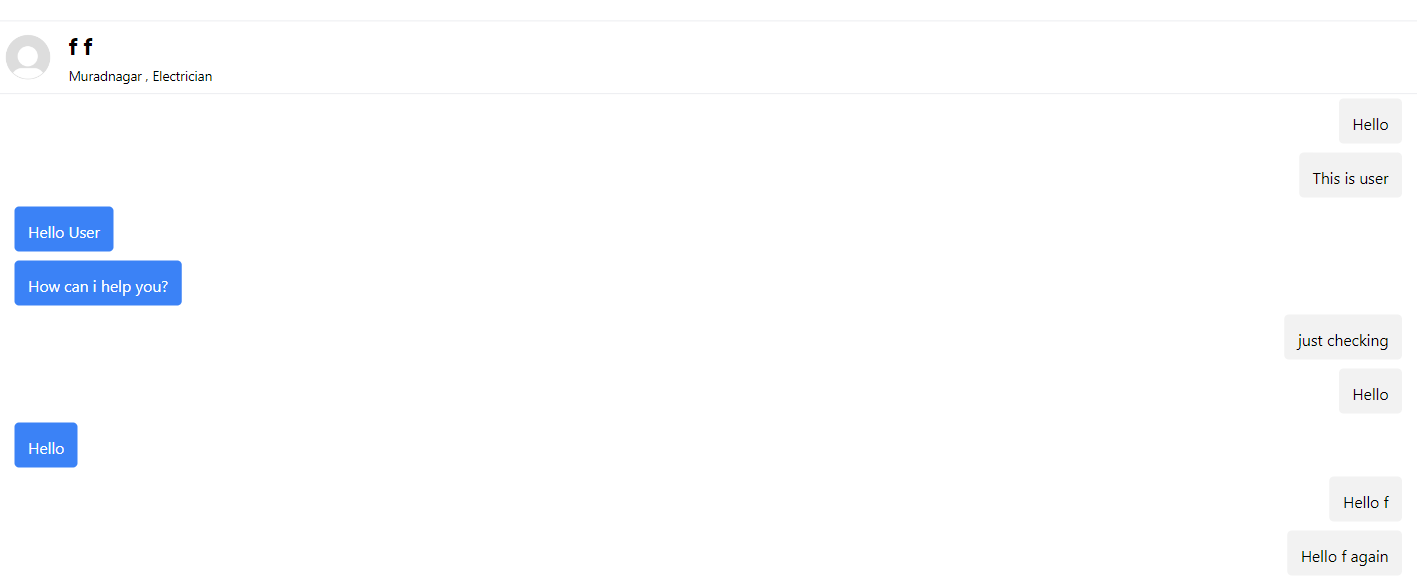 f f
Muradnagar , Electrician
Hello
This is user
Hello User
How can i help you?
just checking
Hello
Hello
Hello f
Hello f again